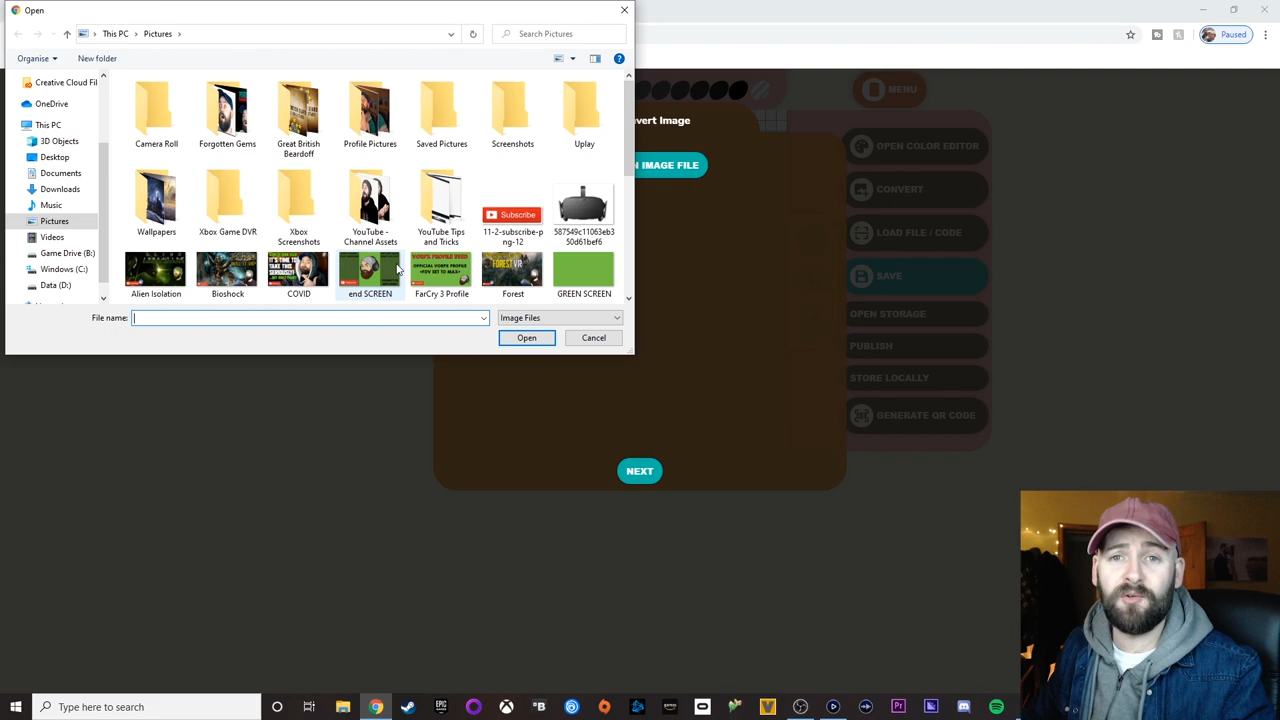 Open
This PC
Pictures
Search Pictures
Paused
Organise
New folder
Creative Cloud Fil
OneDrive
This PC
3D Objects
Desktop
Documents
Downloads
Music
Pictures
Videos
Game Drive (B:)
Windows (C:)
Data (D:)
Camera Roll
Forgotten Gems
Great British
Beardoff
Profile Pictures
Saved Pictures
Screenshots
Uplay
Wallpapers
Xbox Game DVR
Xbox
Screenshots
YouTube -
Channel Assets
YouTube Tips
and Tricks
Subscribe
11-2-subscribe-p
ng-12
587549c11063eb3
50d61bef6
Alien Isolation
Bioshock
COVID
end SCREEN
FarCry 3 Profile
Forest
GREEN SCREEN
File name:
Image Files
Open
Cancel
vert Image
N IMAGE FILE
NEXT
MENU
OPEN COLOR EDITOR
CONVERT
LOAD FILE / CODE
SAVE
OPEN STORAGE
PUBLISH
STORE LOCALLY
GENERATE QR CODE
Type here to search